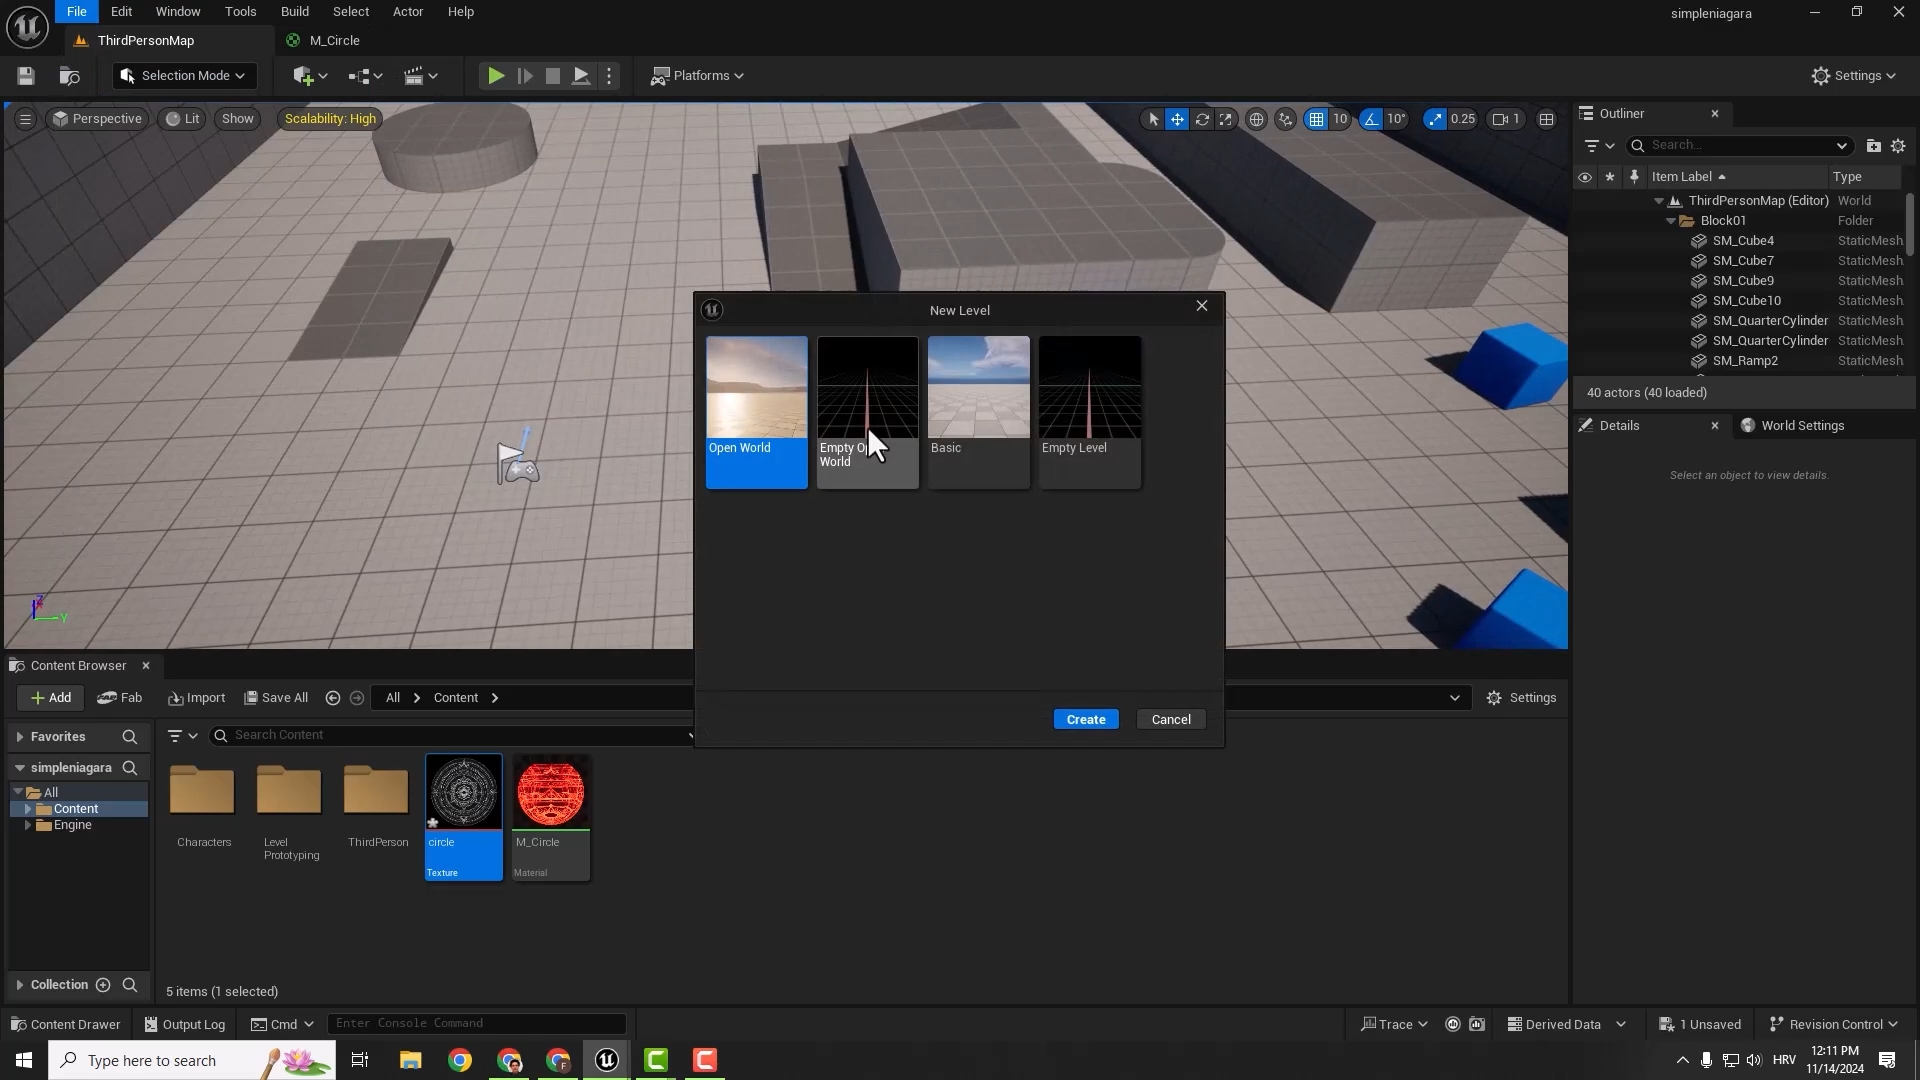 File Edit Window Tools Build Select Actor Help
simpleniagara
ThirdPersonMap
M_Circle
Selection Mode
Platforms
Settings
Perspective Lit Show Scalability: High
10 10° 0.25 1
Outliner
Search...
Item Label Type
ThirdPersonMap (Editor) World
Block01 Folder
SM_Cube4 StaticMesh
SM_Cube7 StaticMesh
SM_Cube9 StaticMesh
SM_Cube10 StaticMesh
SM_QuarterCylinder StaticMesh
SM_QuarterCylinder StaticMesh
SM_Ramp2 StaticMesh
40 actors (40 loaded)
Details
World Settings
Select an object to view details.
New Level
Open World
Empty O
World
Basic
Empty Level
Create
Cancel
Z
Y
Content Browser
Add Fab Import Save All All Content
Settings
Favorites
simpleniagara
All
Content
Engine
Collection
Search Content
Characters
Level
Prototyping
ThirdPerson
circle
Texture
M_Circle
Material
5 items (1 selected)
Content Drawer Output Log Cmd Enter Console Command
Trace Derived Data 1 Unsaved Revision Control
Type here to search
HRV
12:11 PM
11/14/2024